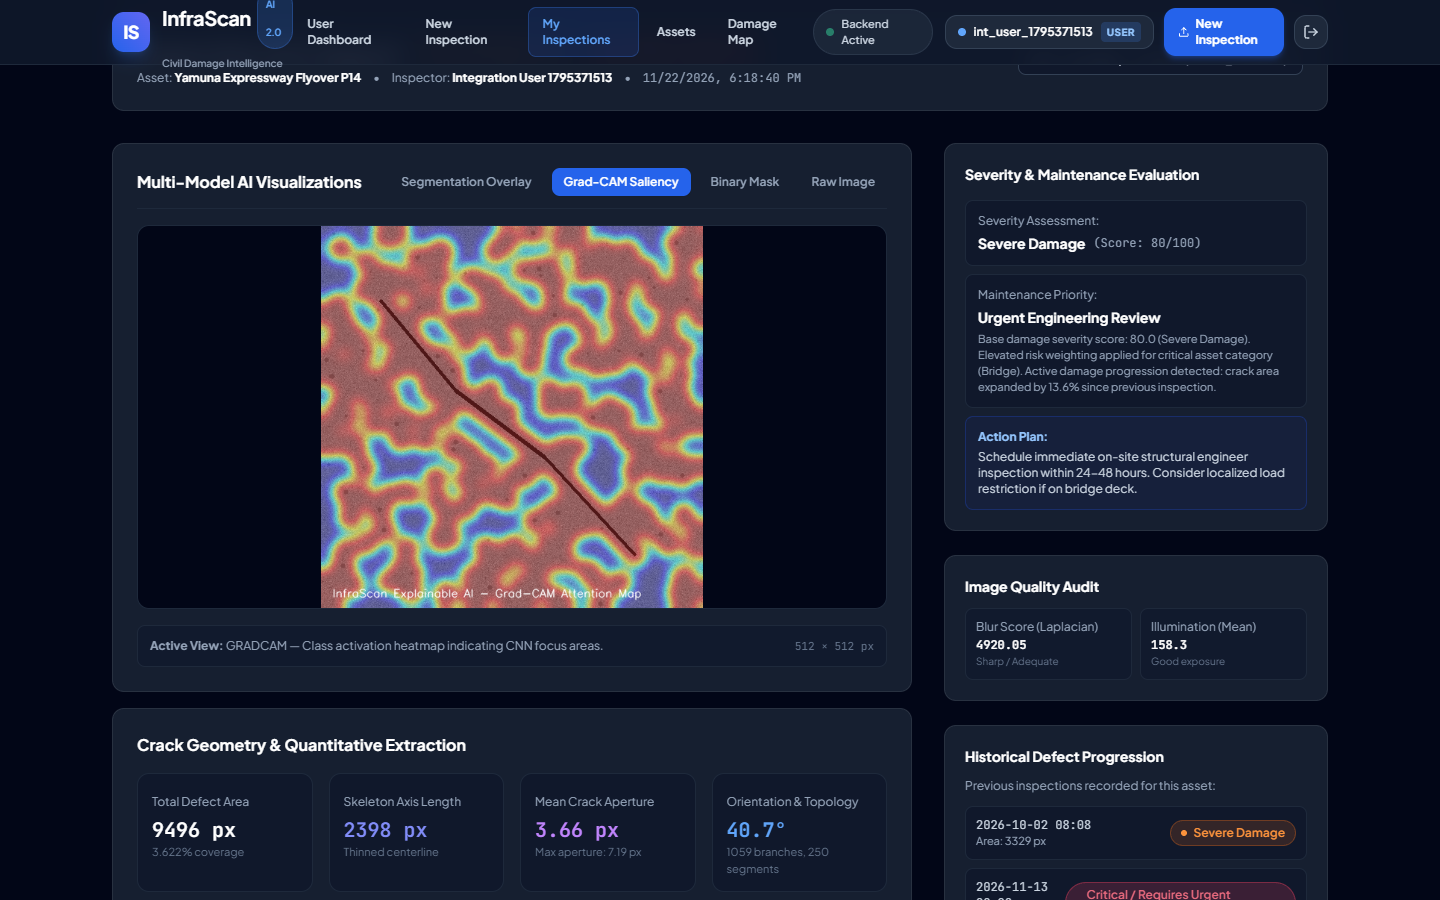 IS
InfraScan
AI
2.0
Civil Damage Intelligence
User
Dashboard
New
Inspection
My
Inspections
Assets
Damage
Map
Backend
Active
int_user_1795371513
USER
New
Inspection
Asset: Yamuna Expressway Flyover P14 • Inspector: Integration User 1795371513 • 11/22/2026, 6:18:40 PM
Multi-Model AI Visualizations
Segmentation Overlay
Grad-CAM Saliency
Binary Mask
Raw Image
InfraScan Explainable AI – Grad-CAM Attention Map
Active View: GRADCAM — Class activation heatmap indicating CNN focus areas.
512 × 512 px
Crack Geometry & Quantitative Extraction
Total Defect Area
9496 px
3.622% coverage
Skeleton Axis Length
2398 px
Thinned centerline
Mean Crack Aperture
3.66 px
Max aperture: 7.19 px
Orientation & Topology
40.7°
1059 branches, 250
segments
Severity & Maintenance Evaluation
Severity Assessment:
Severe Damage (Score: 80/100)
Maintenance Priority:
Urgent Engineering Review
Base damage severity score: 80.0 (Severe Damage).
Elevated risk weighting applied for critical asset category
(Bridge). Active damage progression detected: crack area
expanded by 13.6% since previous inspection.
Action Plan:
Schedule immediate on-site structural engineer
inspection within 24–48 hours. Consider localized load
restriction if on bridge deck.
Image Quality Audit
Blur Score (Laplacian)
4920.05
Sharp / Adequate
Illumination (Mean)
158.3
Good exposure
Historical Defect Progression
Previous inspections recorded for this asset:
2026-10-02 08:08
Area: 3329 px
Severe Damage
2026-11-13
Critical / Requires Urgent